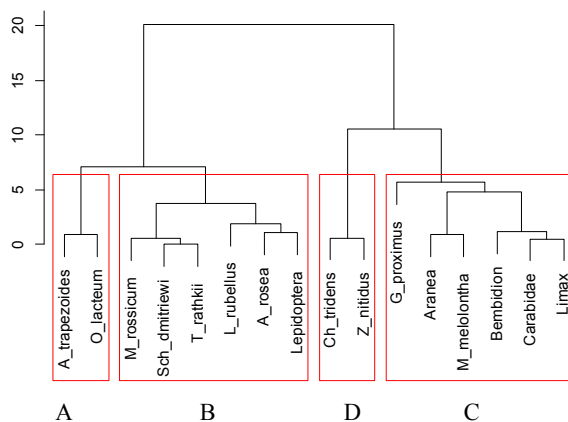 20
15
10
5
0
A_trapezoides
O_lacteum
M_rossicum
Sch_dmitriewi
T_rathkii
L_rubellus
A_rosea
Lepidoptera
Ch_tridens
Z_nitidus
G_proximus
Aranea
M_melolontha
Bembidion
Carabidae
Limax
A B D C